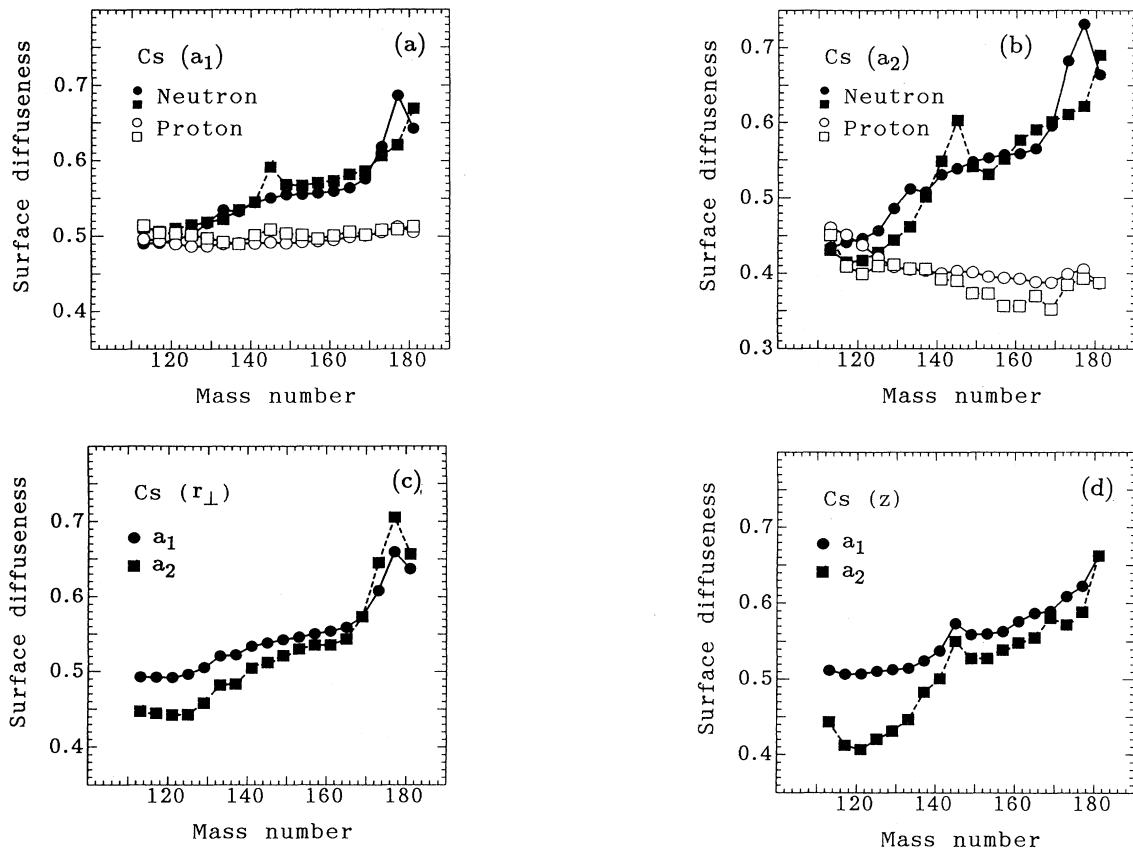 (a)
Cs (a1)
Neutron
Proton
Surface diffuseness
0.7
0.6
0.5
0.4
120 140 160 180
Mass number
(b)
Cs (a2)
Neutron
Proton
Surface diffuseness
0.7
0.6
0.5
0.4
0.3
120 140 160 180
Mass number
(c)
Cs (r⊥)
a1
a2
Surface diffuseness
0.7
0.6
0.5
0.4
120 140 160 180
Mass number
(d)
Cs (z)
a1
a2
Surface diffuseness
0.7
0.6
0.5
0.4
120 140 160 180
Mass number